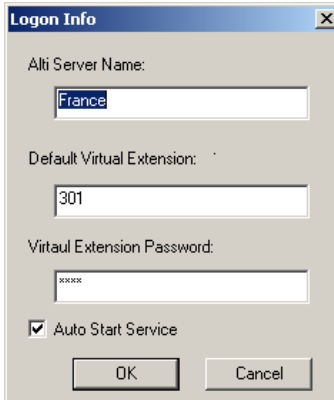 Logon Info
Alti Server Name:
France
Default Virtual Extension:
301
Virtaul Extension Password:
****
Auto Start Service
OK Cancel